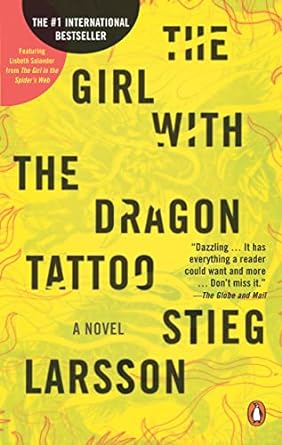 THE #1 INTERNATIONAL
BESTSELLER
Featuring
Lisbeth Salander
from The Girl in the
Spider's Web
THE
GIRL
WITH
THE
DRAGON
TATTOO
"Dazzling ... It has
everything a reader
could want and more
... Don't miss it."
—The Globe and Mail
A NOVEL
STIEG
LARSSON